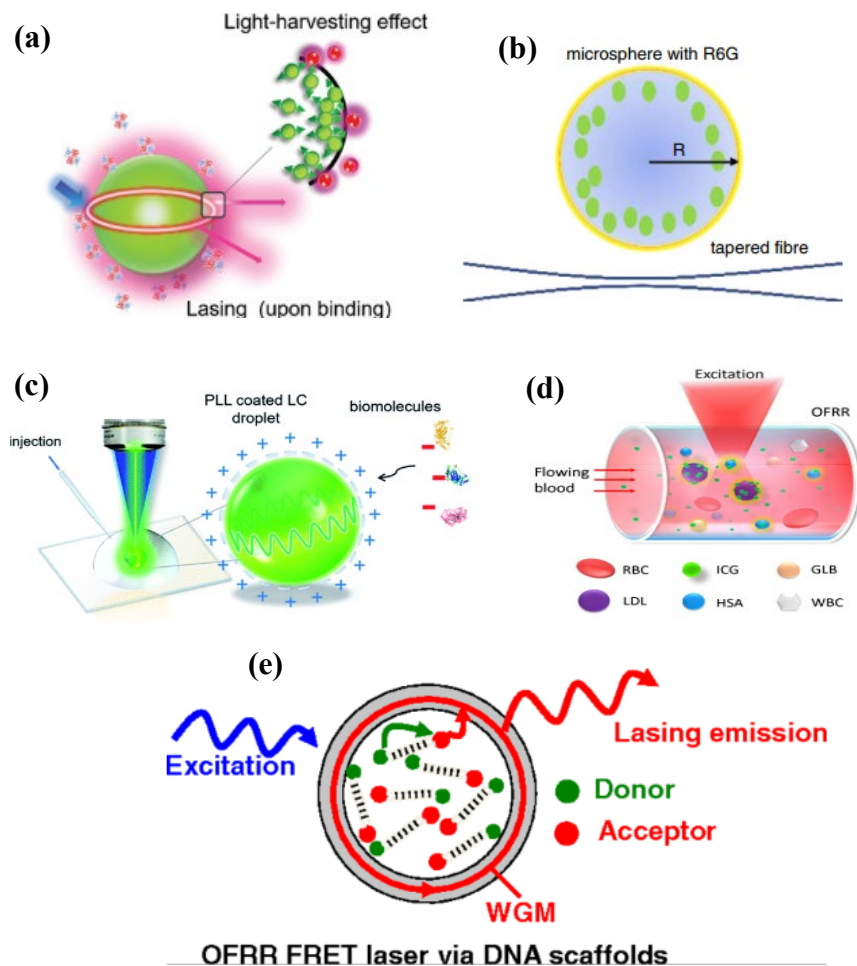 (a)
Light-harvesting effect
Lasing (upon binding)
(b)
microsphere with R6G
R
tapered fibre
(c)
PLL coated LC
droplet
biomolecules
injection
(d)
Excitation
OFRR
Flowing
blood
RBC
ICG
GLB
LDL
HSA
WBC
(e)
Excitation
Lasing emission
Donor
Acceptor
WGM
OFRR FRET laser via DNA scaffolds